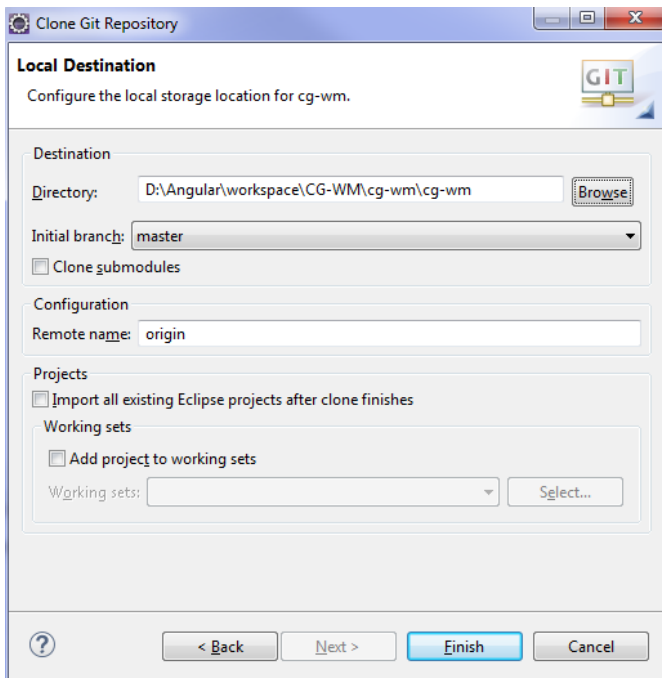 Clone Git Repository
Local Destination
Configure the local storage location for cg-wm.
GIT
Destination
Directory: D:\Angular\workspace\CG-WM\cg-wm\cg-wm Browse
Initial branch: master
Clone submodules
Configuration
Remote name: origin
Projects
Import all existing Eclipse projects after clone finishes
Working sets
Add project to working sets
Working sets: Select...
? < Back Next > Finish Cancel